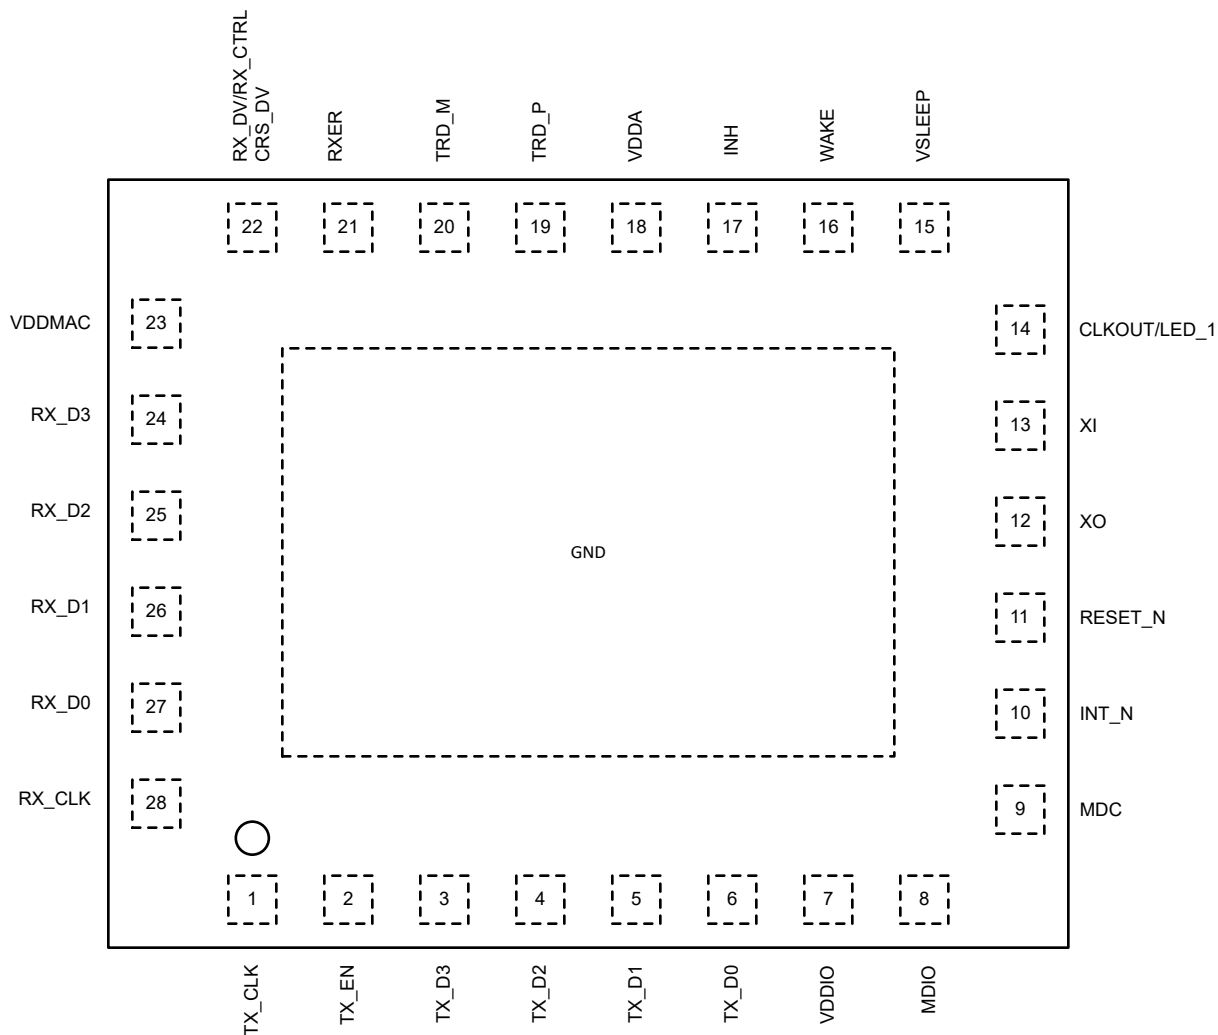 RX_DV/RX_CTRL
CRS_DV
RXER
TRD_M
TRD_P
VDDA
INH
WAKE
VSLEEP
22
21
20
19
18
17
16
15
VDDMAC
23
14
CLKOUT/LED_1
RX_D3
24
13
XI
RX_D2
25
12
XO
GND
RX_D1
26
11
RESET_N
RX_D0
27
10
INT_N
RX_CLK
28
9
MDC
1
2
3
4
5
6
7
8
TX_CLK
TX_EN
TX_D3
TX_D2
TX_D1
TX_D0
VDDIO
MDIO